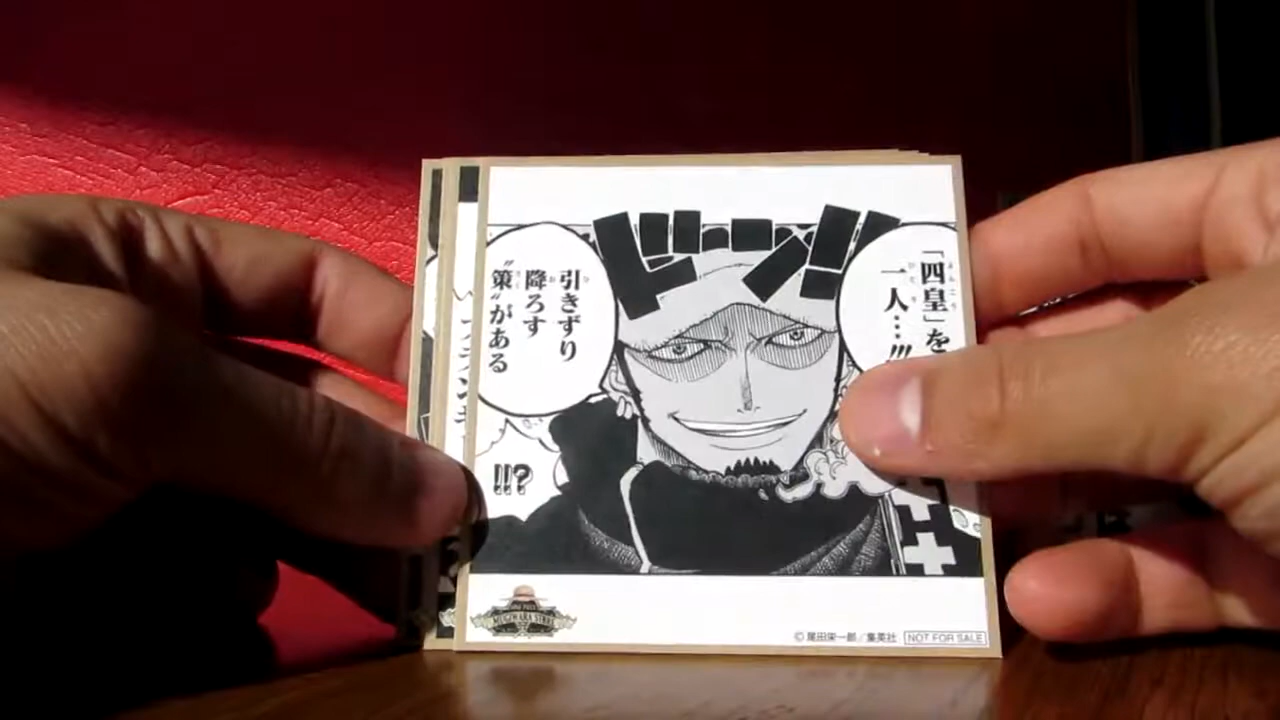 「四皇」を
一人…!!!
引きずり
降ろす
“策”がある
ドン!!
!!?
ONE PIECE
MUGIWARA STORE
© 尾田栄一郎／集英社
NOT FOR SALE